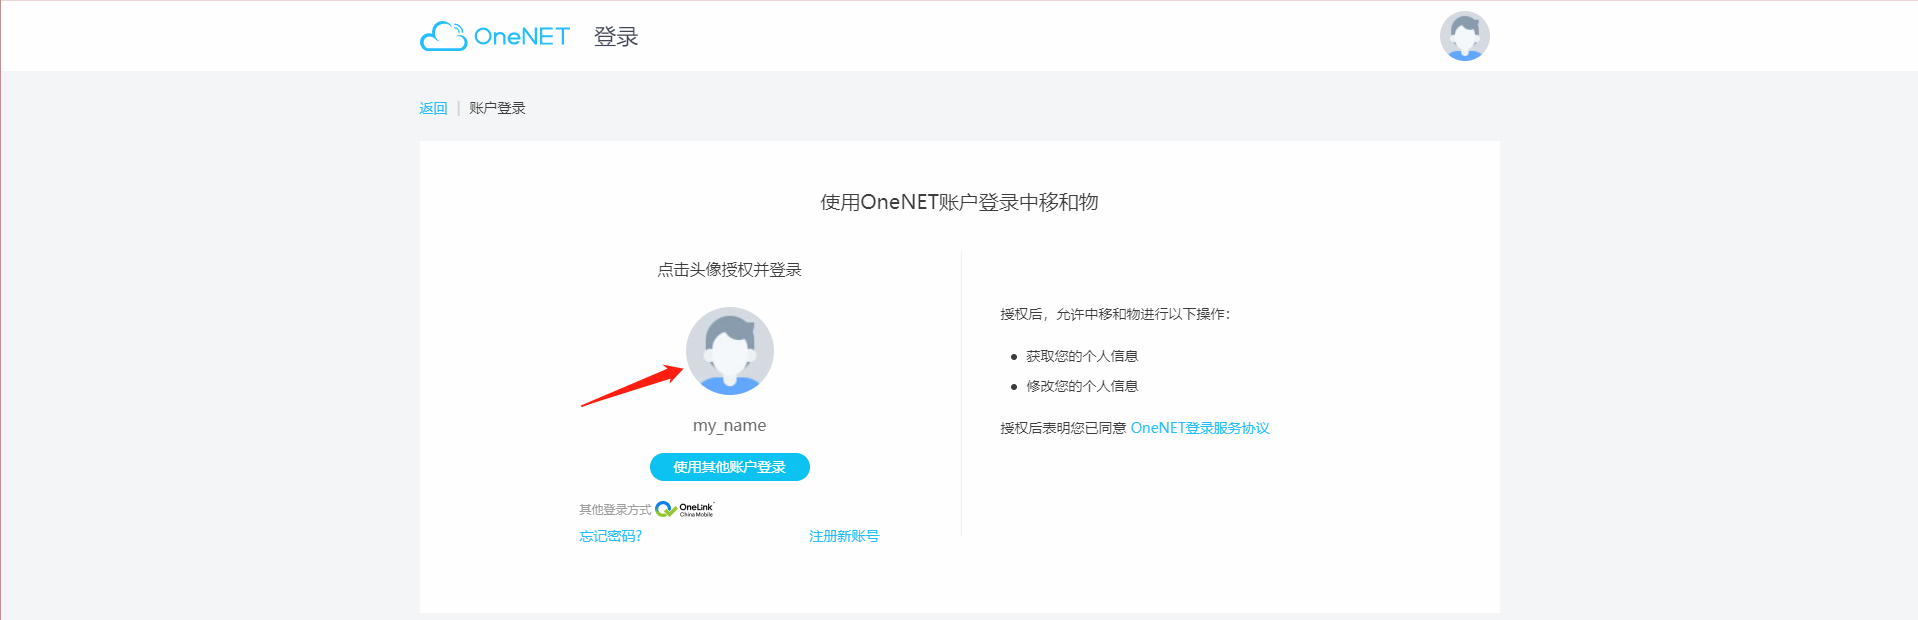 OneNET 登录
返回 | 账户登录
使用OneNET账户登录中移和物
点击头像授权并登录
my_name
使用其他账户登录
其他登录方式 OneLink China Mobile
忘记密码? 注册新账号
授权后，允许中移和物进行以下操作：
获取您的个人信息
修改您的个人信息
授权后表明您已同意 OneNET登录服务协议